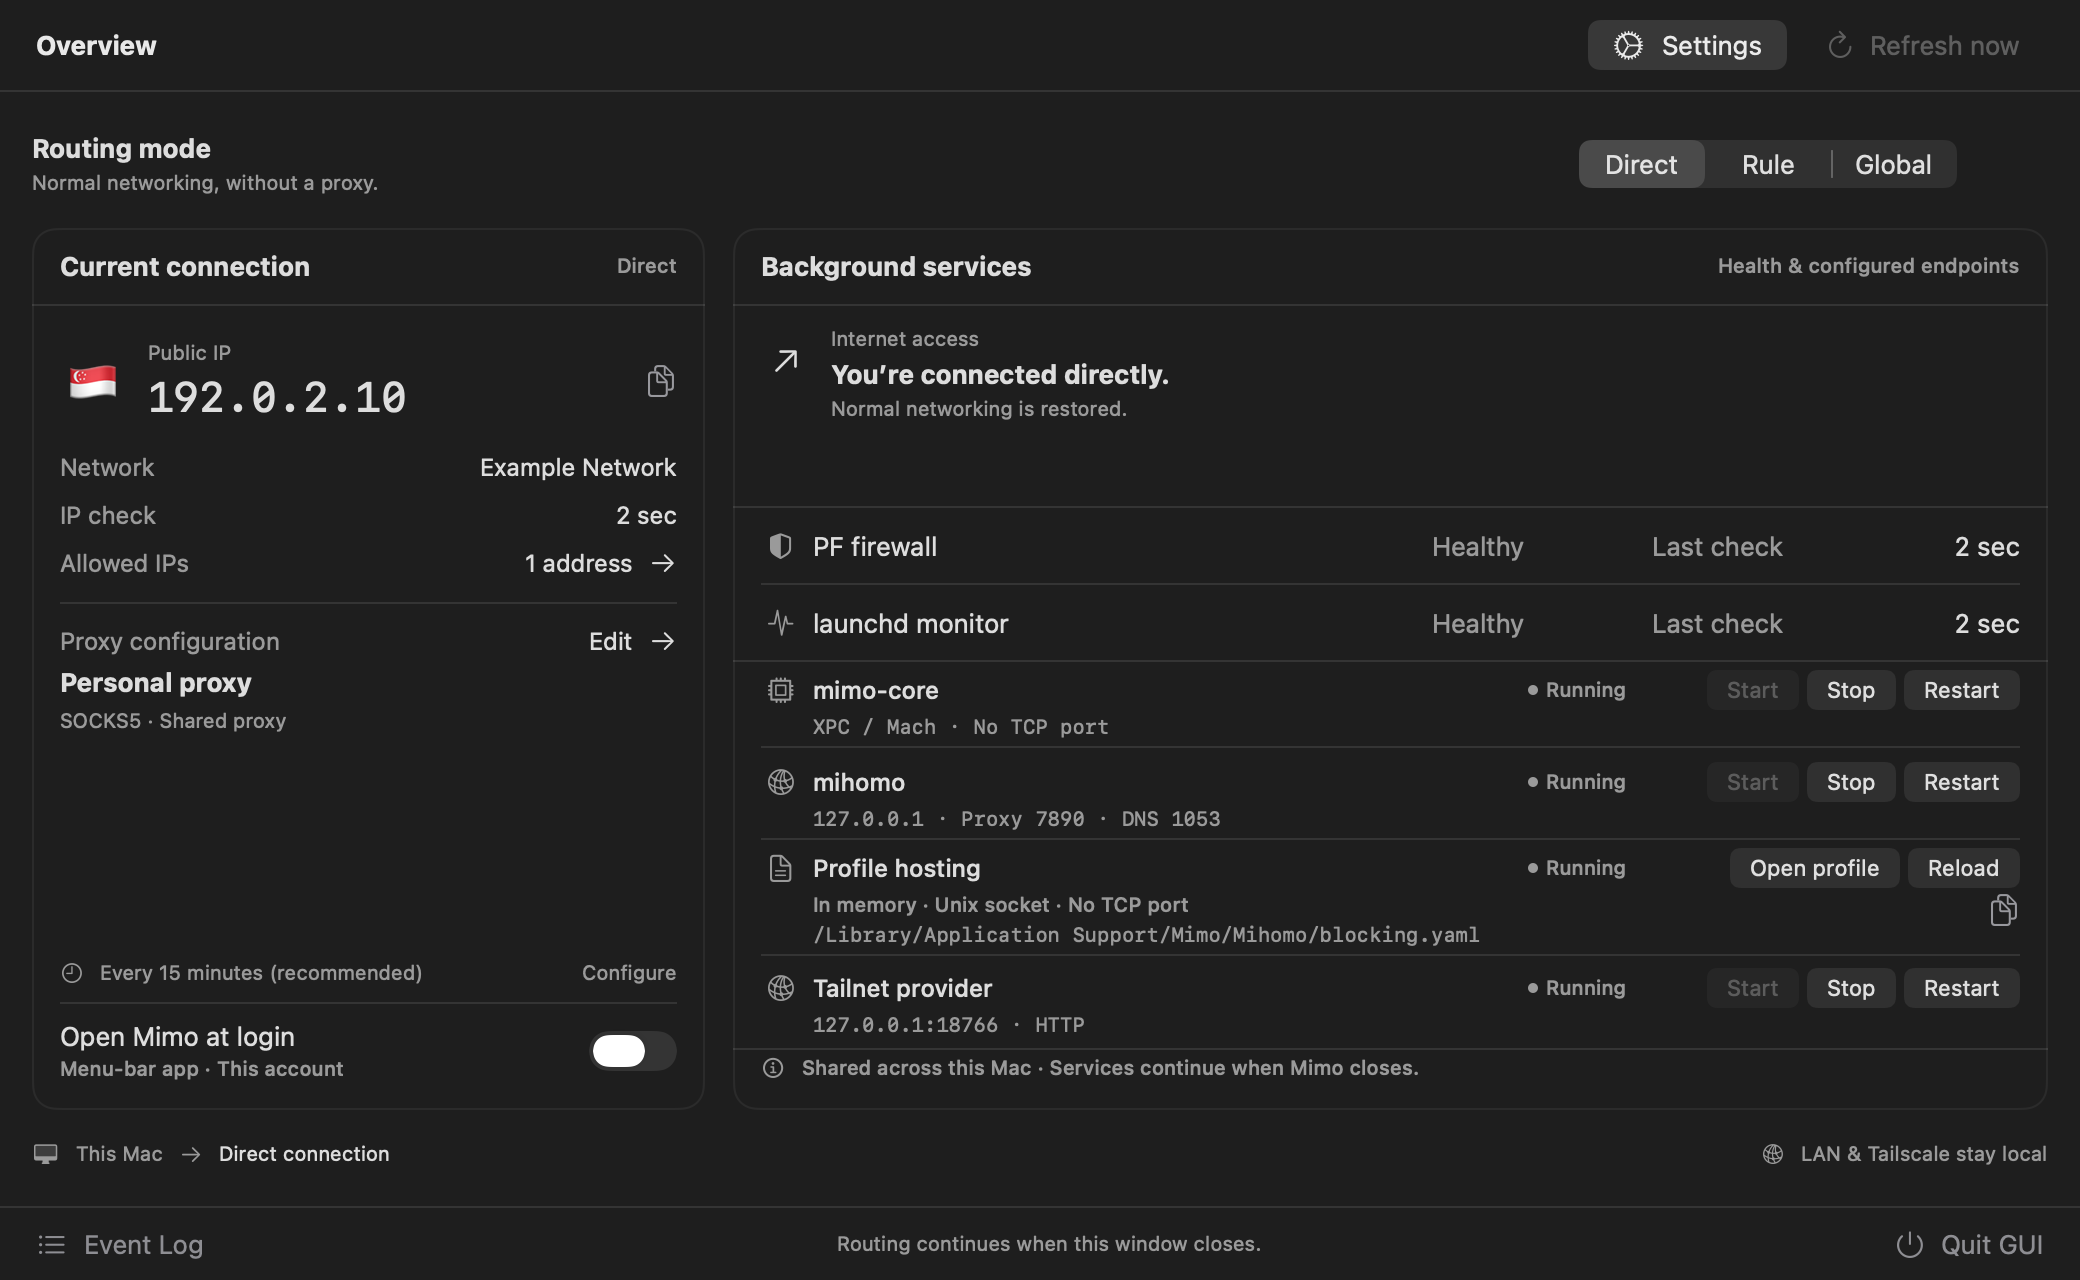 Overview
Settings
Refresh now
Routing mode
Normal networking, without a proxy.
Direct
Rule
Global
Current connection
Direct
Public IP
192.0.2.10
Network
Example Network
IP check
2 sec
Allowed IPs
1 address →
Proxy configuration
Edit →
Personal proxy
SOCKS5 · Shared proxy
Every 15 minutes (recommended)
Configure
Open Mimo at login
Menu-bar app · This account
Background services
Health & configured endpoints
Internet access
You’re connected directly.
Normal networking is restored.
PF firewall
Healthy
Last check
2 sec
launchd monitor
Healthy
Last check
2 sec
mimo-core
Running
Start
Stop
Restart
XPC / Mach · No TCP port
mihomo
Running
Start
Stop
Restart
127.0.0.1 · Proxy 7890 · DNS 1053
Profile hosting
Running
Open profile
Reload
In memory · Unix socket · No TCP port
/Library/Application Support/Mimo/Mihomo/blocking.yaml
Tailnet provider
Running
Start
Stop
Restart
127.0.0.1:18766 · HTTP
Shared across this Mac · Services continue when Mimo closes.
This Mac → Direct connection
LAN & Tailscale stay local
Event Log
Routing continues when this window closes.
Quit GUI